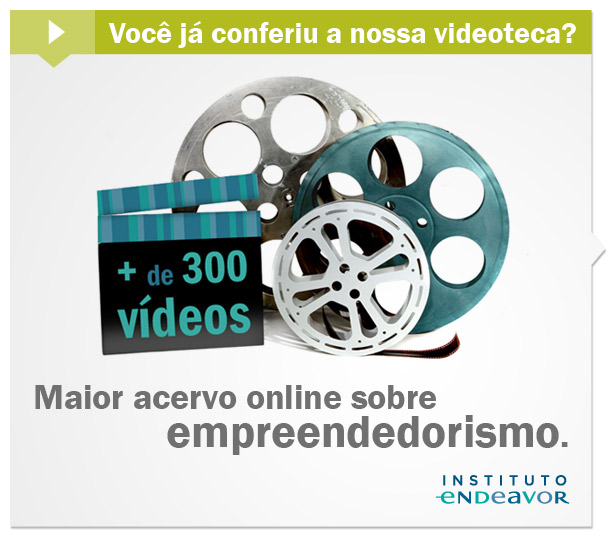 Você já conferiu a nossa videoteca?
+ de 300
vídeos
Maior acervo online sobre
empreendedorismo.
INSTITUTO
ENDEAVOR